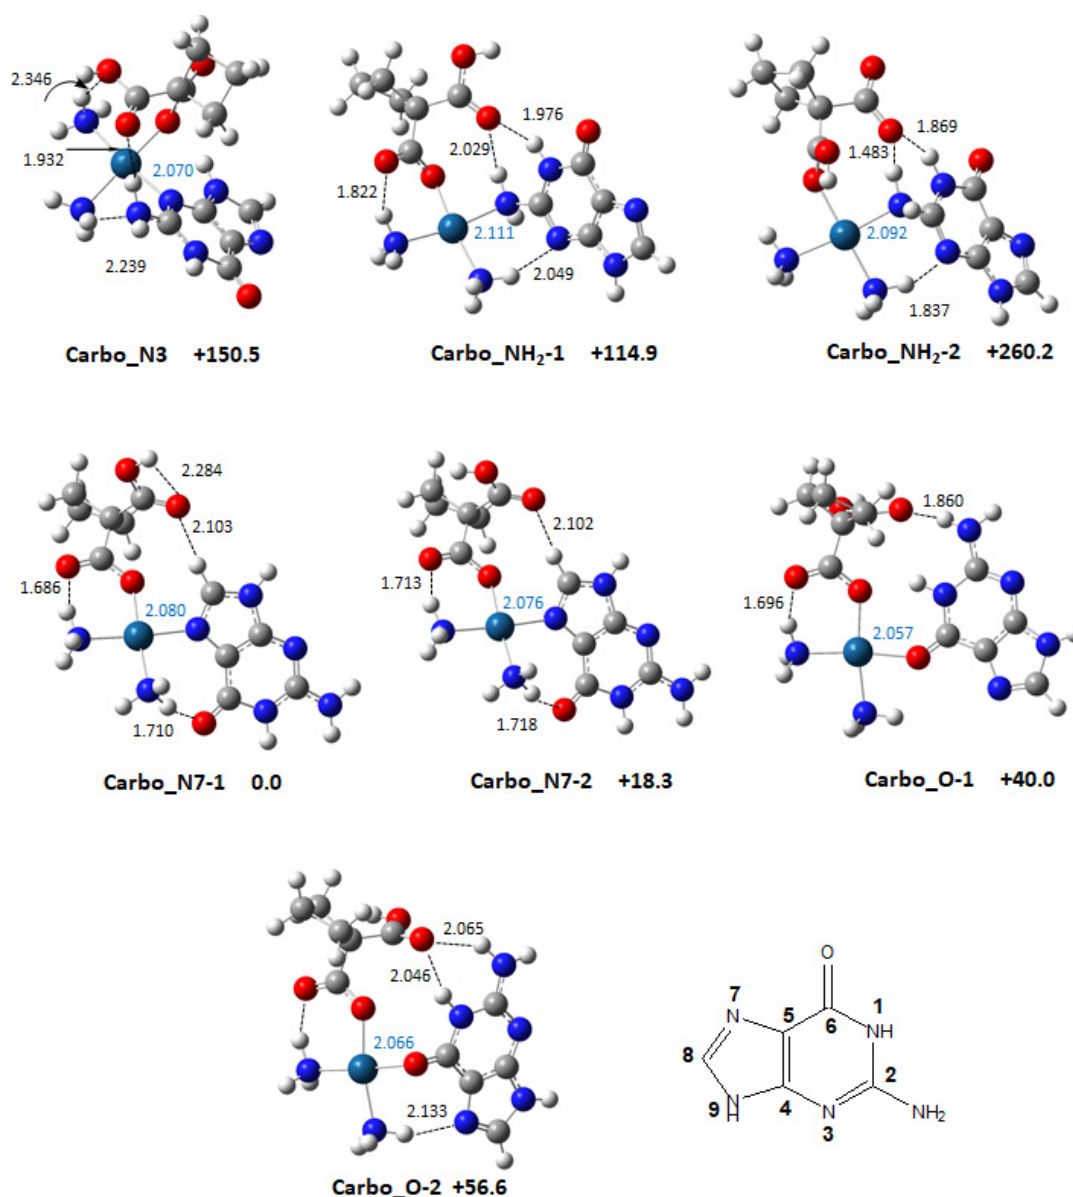 2.346
1.932
2.070
2.239
Carbo_N3 +150.5
1.976
2.029
1.822
2.111
2.049
Carbo_NH₂-1 +114.9
1.869
1.483
2.092
1.837
Carbo_NH₂-2 +260.2
2.284
2.103
1.686
2.080
1.710
Carbo_N7-1 0.0
2.102
1.713
2.076
1.718
Carbo_N7-2 +18.3
1.860
1.696
2.057
Carbo_O-1 +40.0
2.065
2.046
2.066
2.133
Carbo_O-2 +56.6
O
7
N
5
6
1
NH
8
2
9
N
H
4
N
3
NH₂